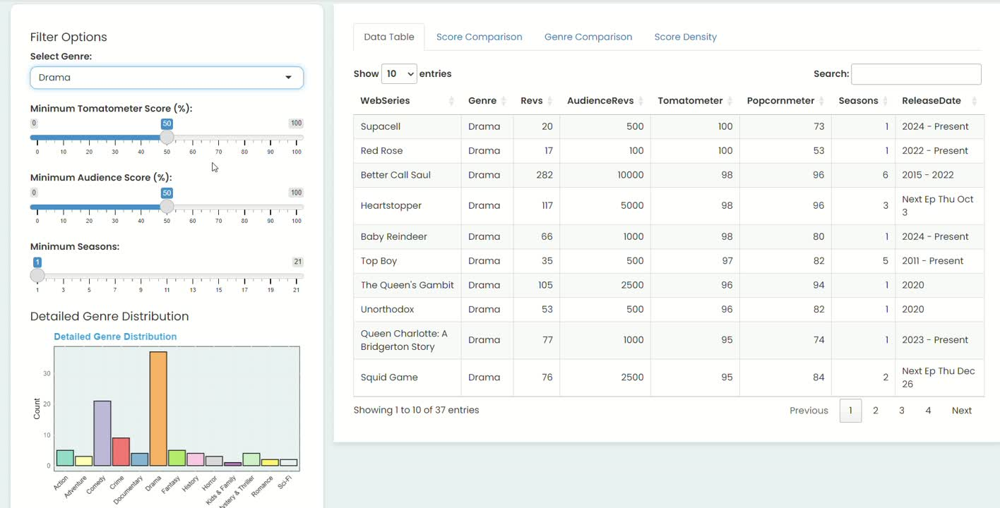 Filter Options
Select Genre:
Drama
Minimum Tomatometer Score (%):
0 50 100
0 10 20 30 40 50 60 70 80 90 100
Minimum Audience Score (%):
0 50 100
0 10 20 30 40 50 60 70 80 90 100
Minimum Seasons:
1 21
1 3 5 7 9 11 13 15 17 19 21
Detailed Genre Distribution
Detailed Genre Distribution
Count
30
20
10
0
Action
Adventure
Comedy
Crime
Documentary
Drama
Fantasy
History
Horror
Kids & Family
ystery & Thriller
Romance
Sci-Fi
Data Table Score Comparison Genre Comparison Score Density
Show 10 entries Search:
WebSeries Genre Revs AudienceRevs Tomatometer Popcornmeter Seasons ReleaseDate
Supacell Drama 20 500 100 73 1 2024 - Present
Red Rose Drama 17 100 100 53 1 2022 - Present
Better Call Saul Drama 282 10000 98 96 6 2015 - 2022
Heartstopper Drama 117 5000 98 96 3 Next Ep Thu Oct
3
Baby Reindeer Drama 66 1000 98 80 1 2024 - Present
Top Boy Drama 35 500 97 82 5 2011 - Present
The Queen's Gambit Drama 105 2500 96 94 1 2020
Unorthodox Drama 53 500 96 82 1 2020
Queen Charlotte: A
Bridgerton Story Drama 77 1000 95 74 1 2023 - Present
Squid Game Drama 76 2500 95 84 2 Next Ep Thu Dec
26
Showing 1 to 10 of 37 entries Previous 1 2 3 4 Next